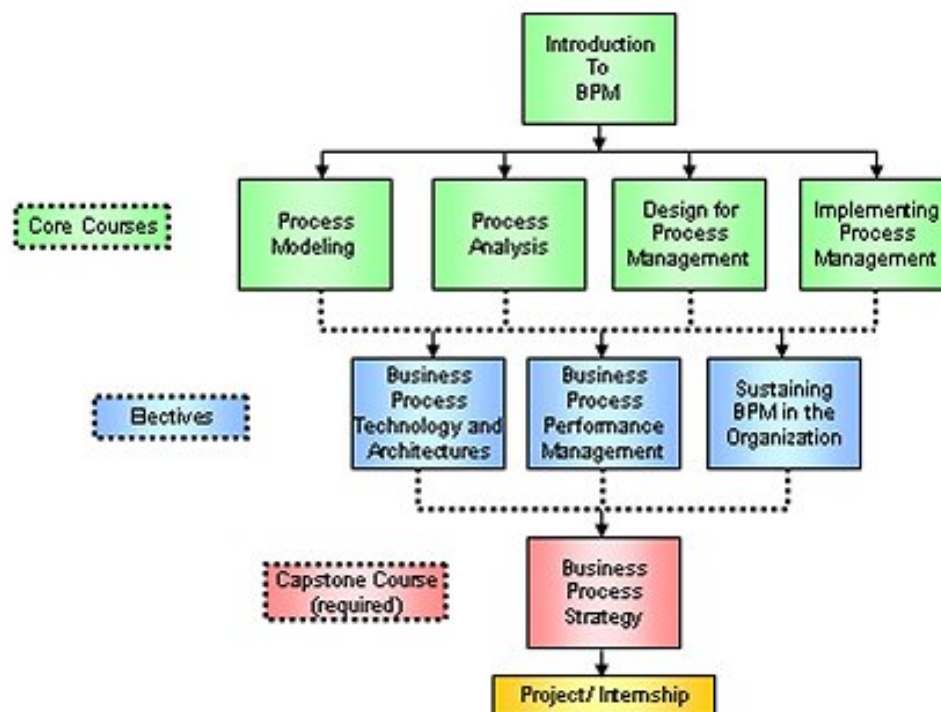 Introduction
To
BPM
Core Courses
Process
Modeling
Process
Analysis
Design for
Process
Management
Implementing
Process
Management
Electives
Business
Process
Technology and
Architectures
Business
Process
Performance
Management
Sustaining
BPM in the
Organization
Capstone Course
(required)
Business
Process
Strategy
Project/ Internship